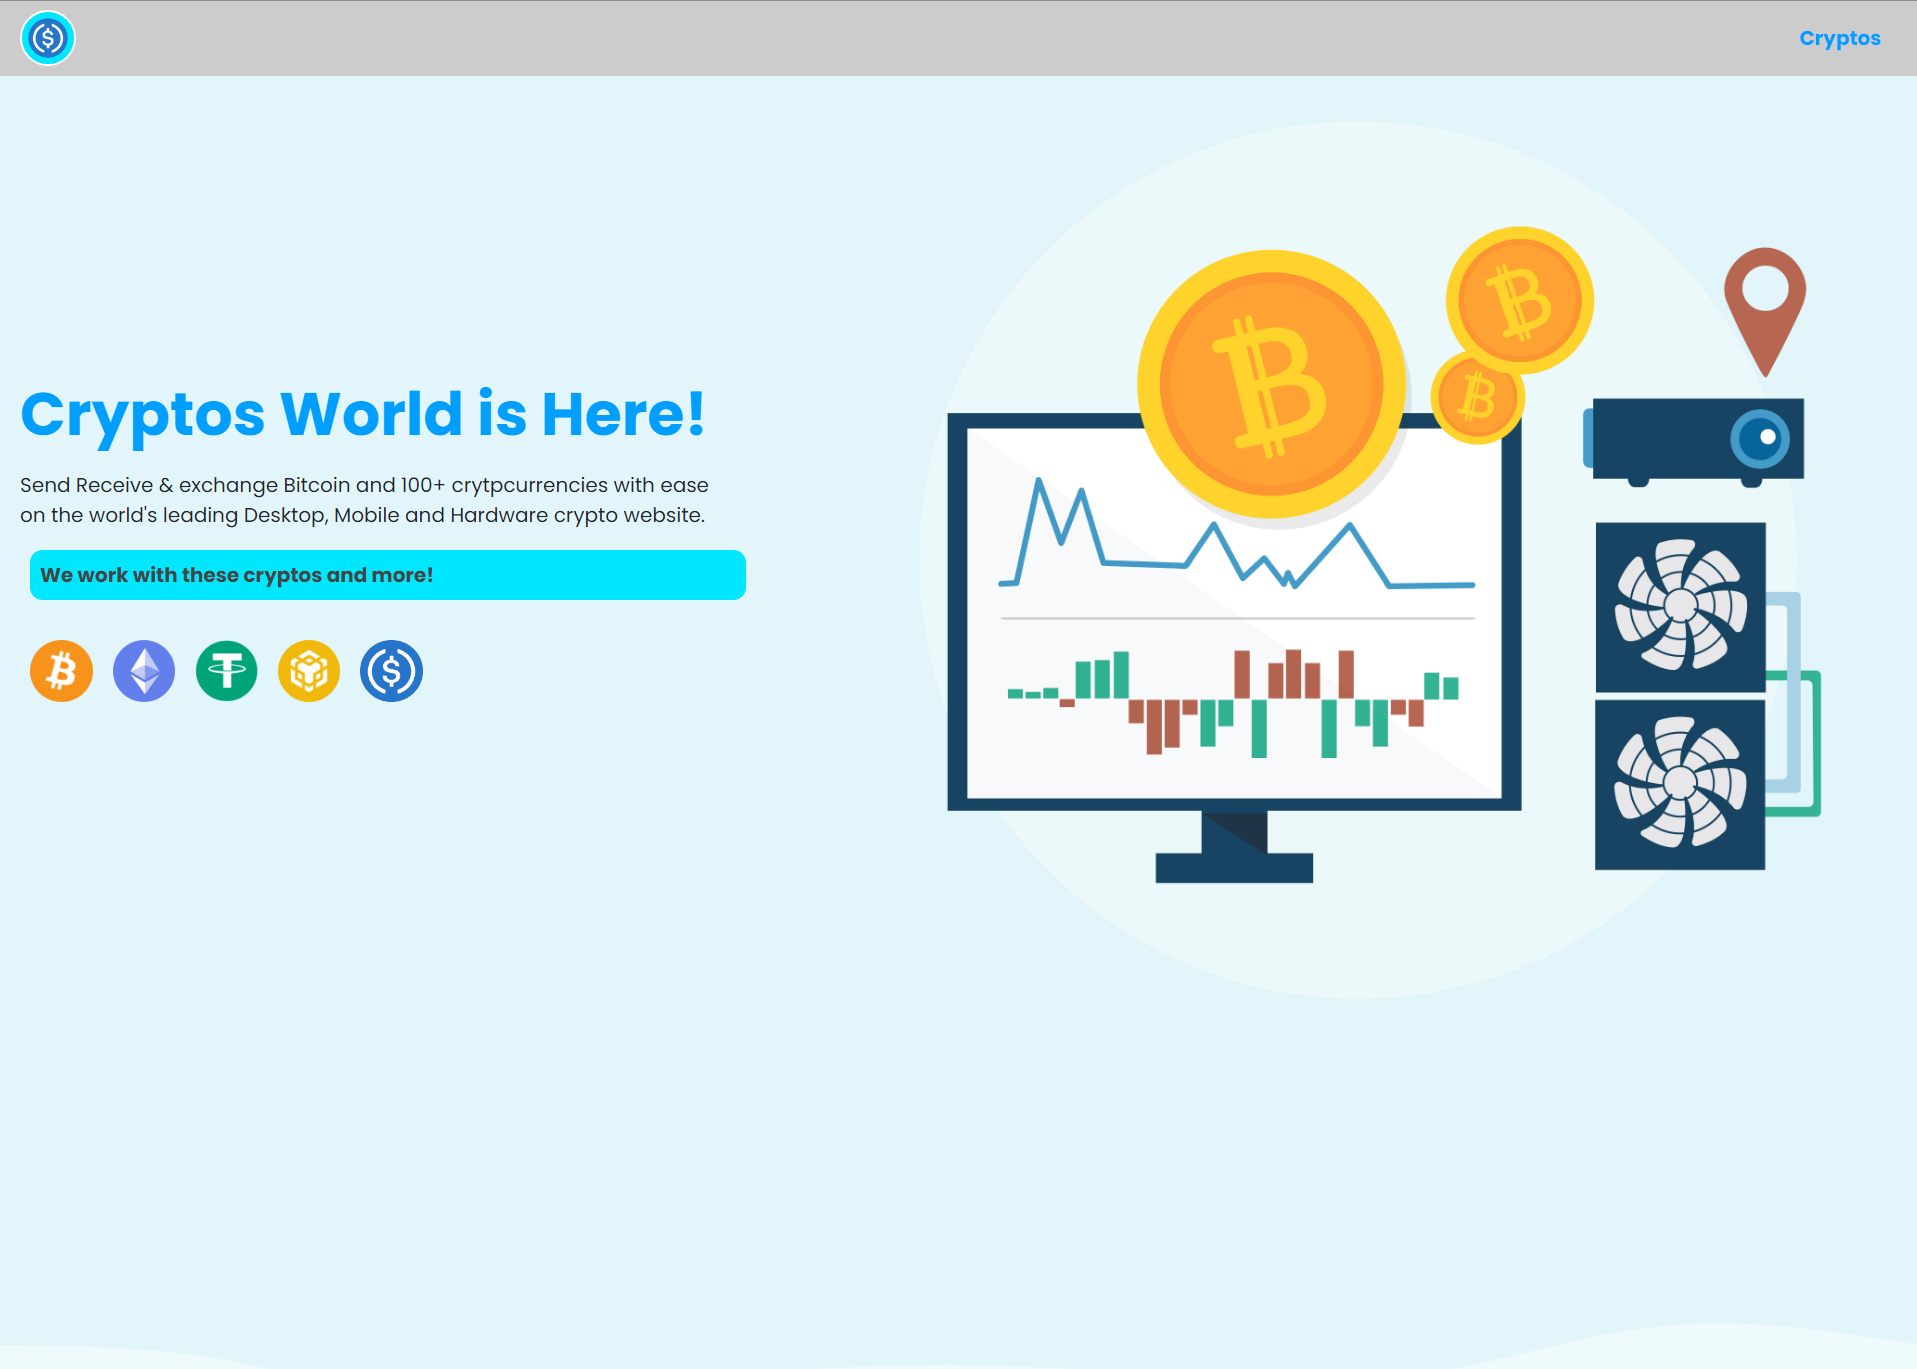 Cryptos
Cryptos World is Here!
Send Receive & exchange Bitcoin and 100+ crytpcurrencies with ease
on the world's leading Desktop, Mobile and Hardware crypto website.
We work with these cryptos and more!